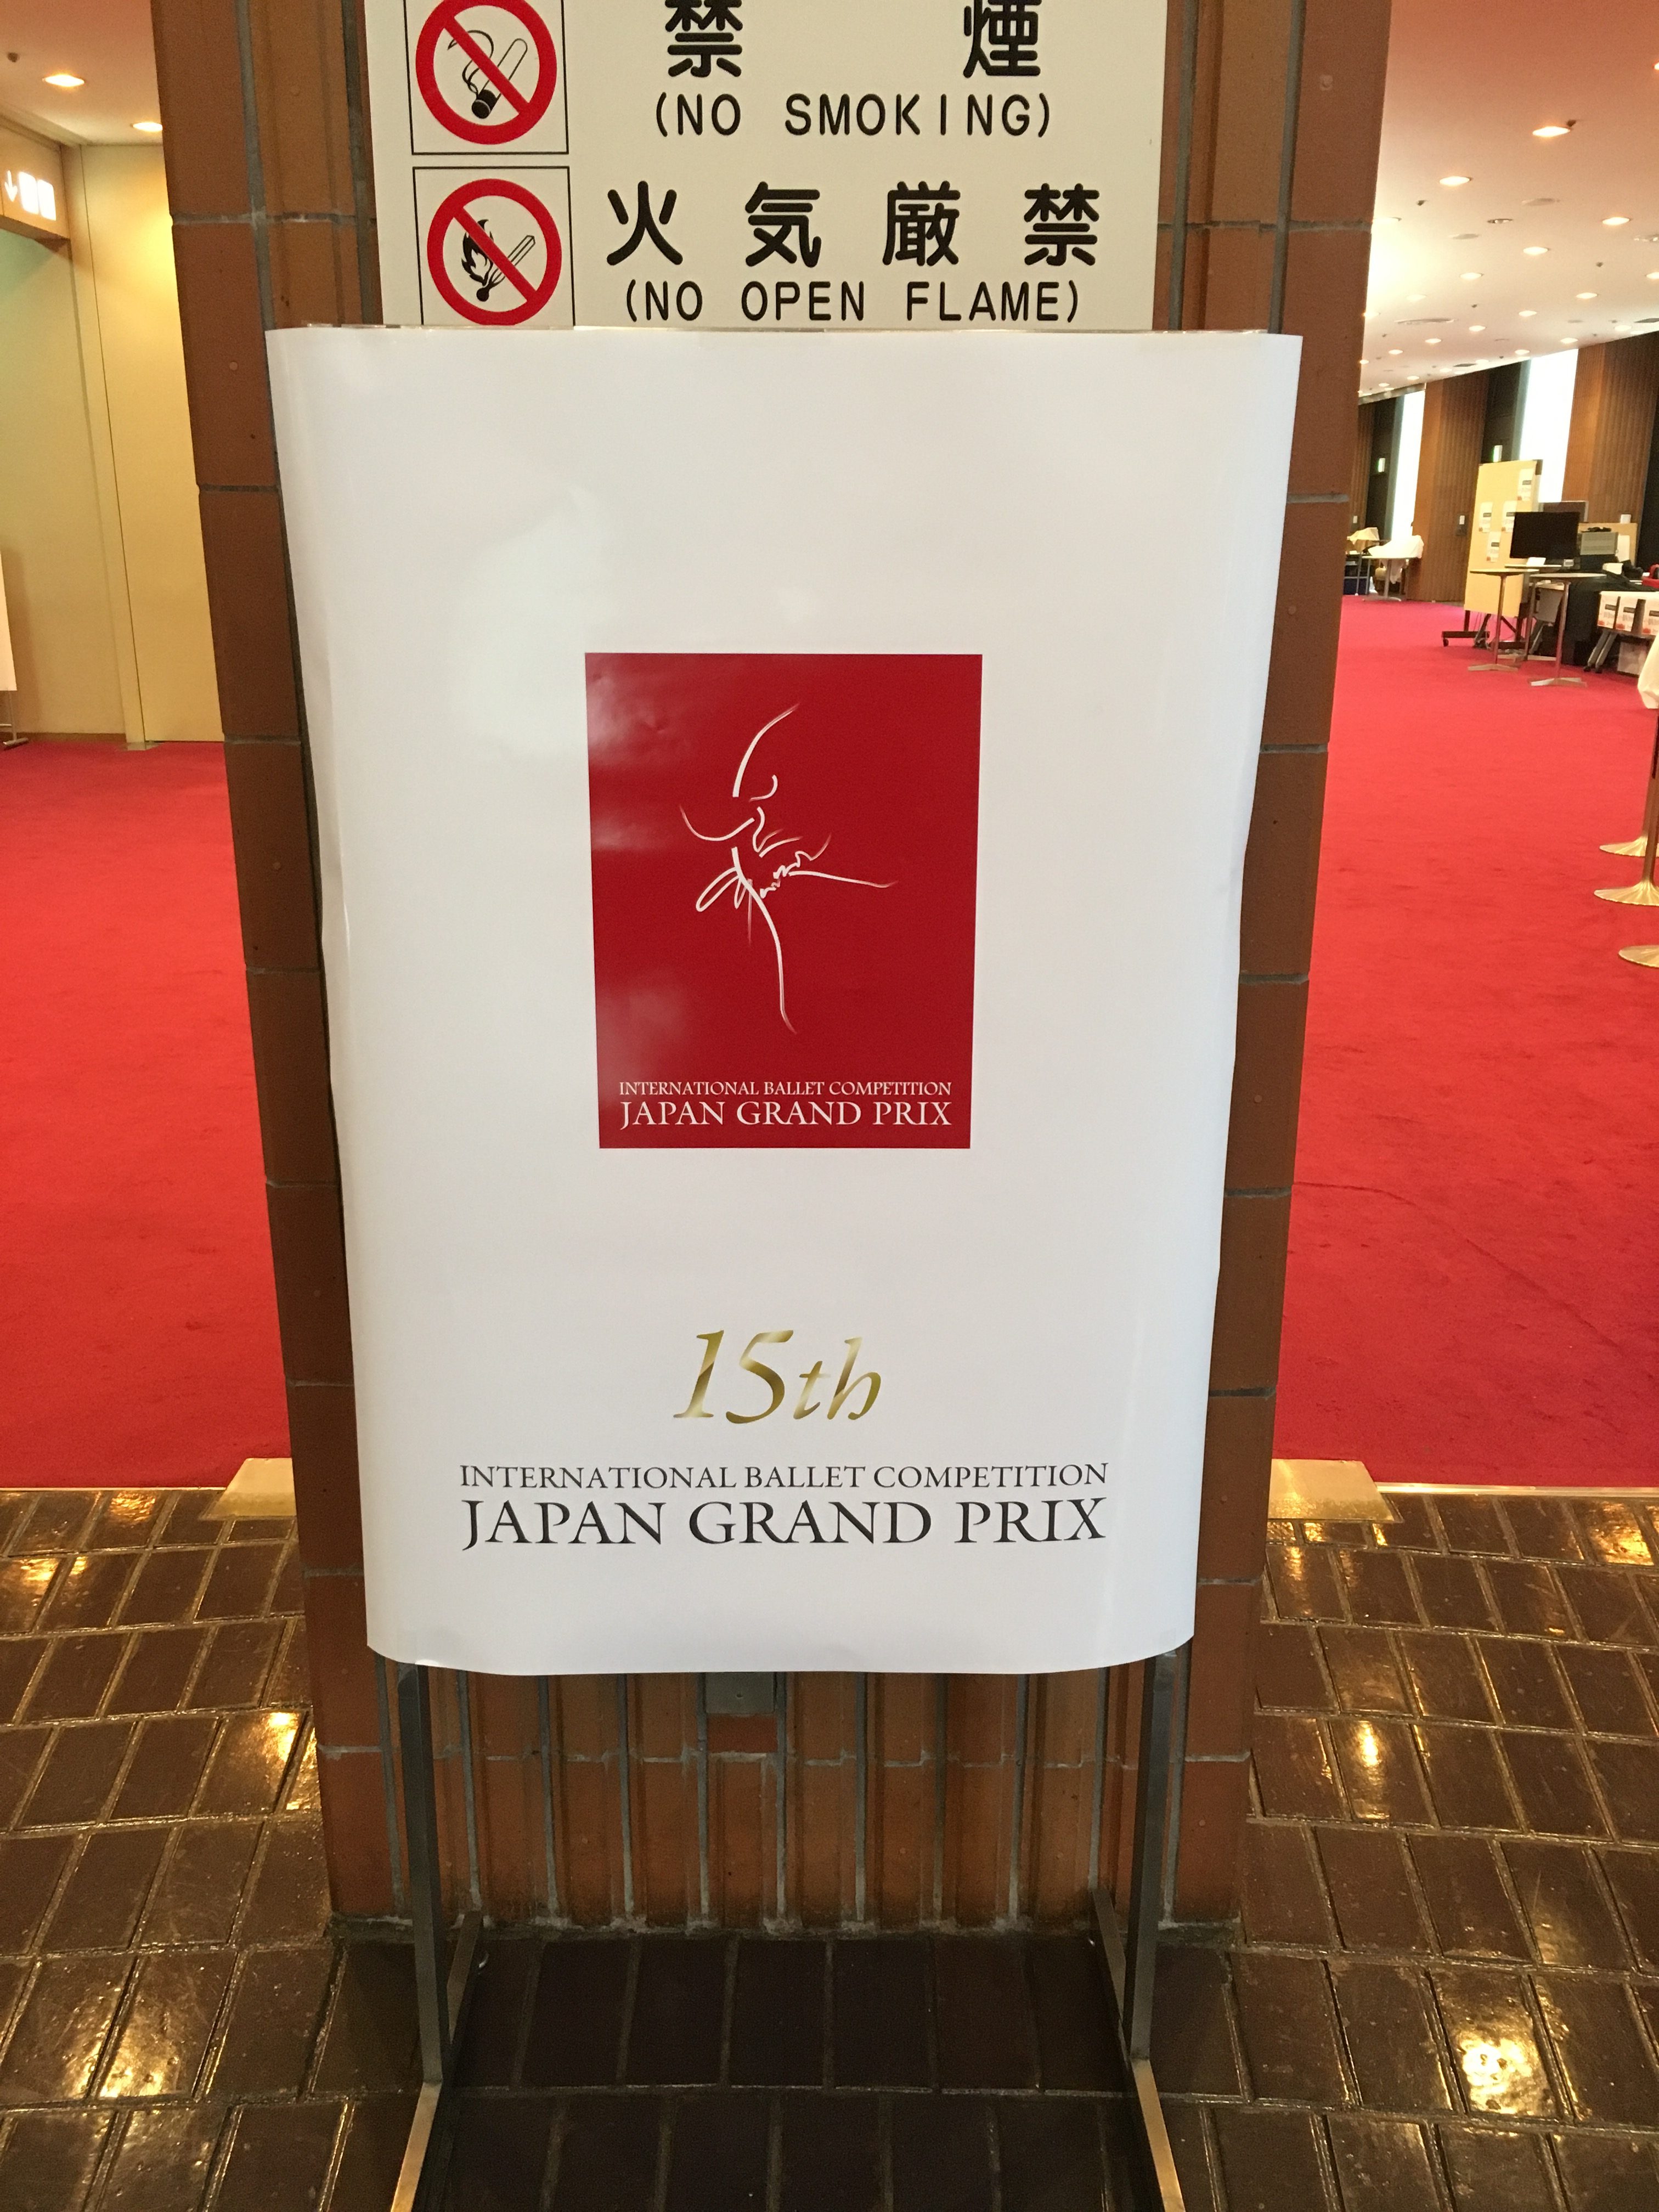 禁 煙
(NO SMOKING)
火気厳禁
(NO OPEN FLAME)
INTERNATIONAL BALLET COMPETITION
JAPAN GRAND PRIX
15th
INTERNATIONAL BALLET COMPETITION
JAPAN GRAND PRIX